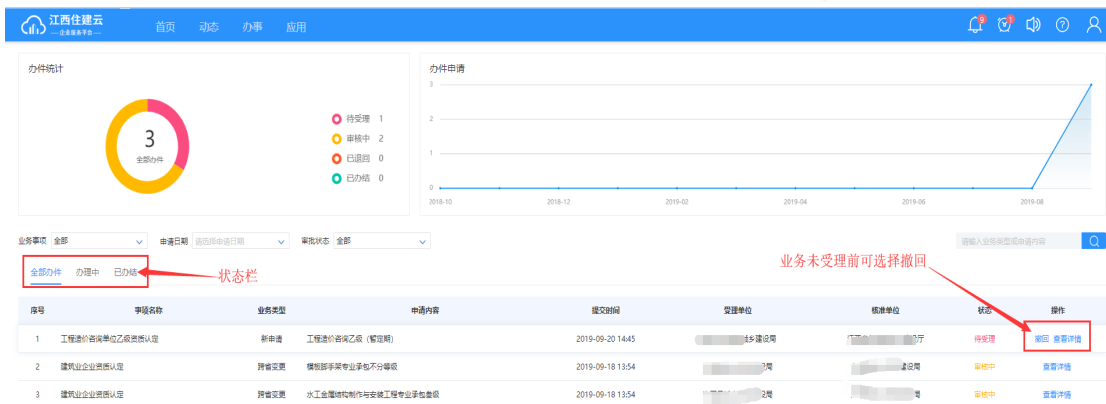 江西住建云
企业服务平台
首页 动态 办事 应用
9 1
办件统计
3
全部办件
待受理 1
审核中 2
已退回 0
已办结 0
办件申请
3
2
1
0
2018-10 2018-12 2019-02 2019-04 2019-06 2019-08
业务事项 全部 申请日期 请选择申请日期 审批状态 全部 请输入业务类型或申请内容
全部办件 办理中 已办结 状态栏
业务未受理前可选择撤回
序号 事项名称 业务类型 申请内容 提交时间 受理单位 核准单位 状态 操作
1 工程造价咨询单位乙级资质认定 新申请 工程造价咨询乙级（暂定期） 2019-09-20 14:45 乡建设局 设厅 待受理 撤回 查看详情
2 建筑业企业资质认定 跨省变更 模板脚手架专业承包不分等级 2019-09-18 13:54 局 建设局 审核中 查看详情
3 建筑业企业资质认定 跨省变更 水工金属结构制作与安装工程专业承包叁级 2019-09-18 13:54 局 局 审核中 查看详情